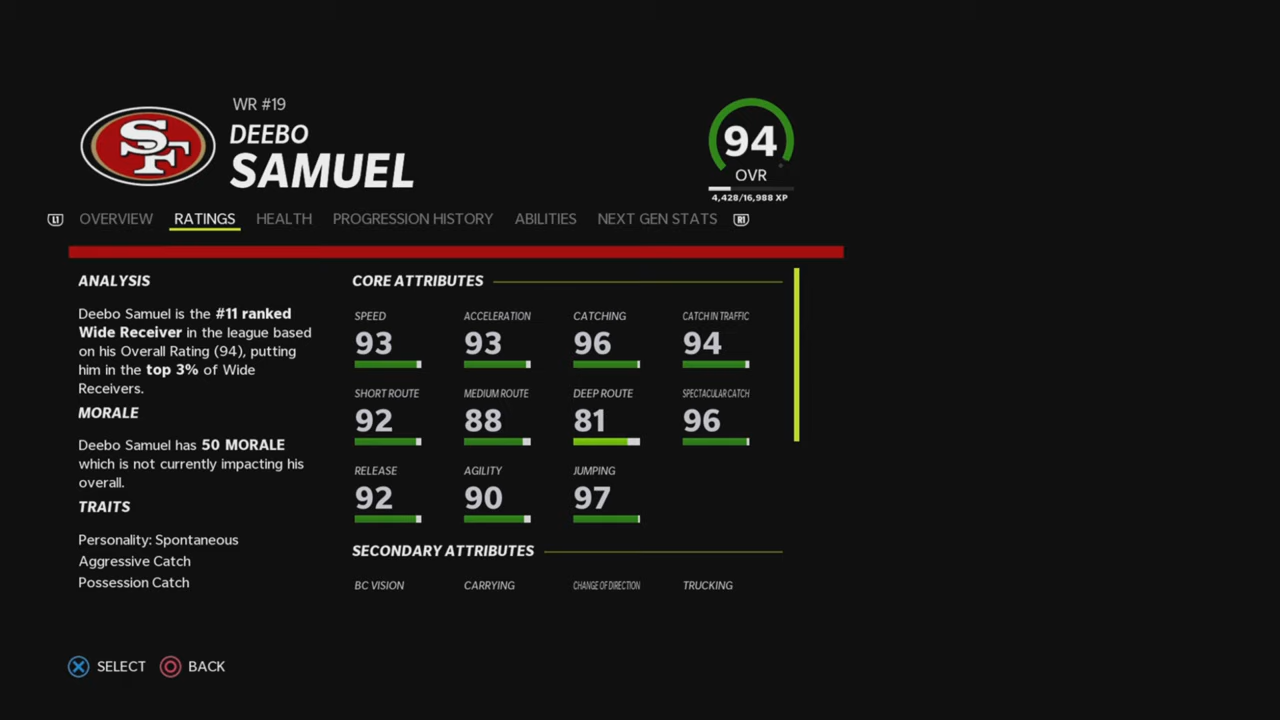 WR #19
DEEBO
SAMUEL
SF
94
OVR
4,428/16,988 XP
L1 OVERVIEW RATINGS HEALTH PROGRESSION HISTORY ABILITIES NEXT GEN STATS R1
ANALYSIS
Deebo Samuel is the #11 ranked
Wide Receiver in the league based
on his Overall Rating (94), putting
him in the top 3% of Wide
Receivers.
MORALE
Deebo Samuel has 50 MORALE
which is not currently impacting his
overall.
TRAITS
Personality: Spontaneous
Aggressive Catch
Possession Catch
CORE ATTRIBUTES
SPEED ACCELERATION CATCHING CATCH IN TRAFFIC
93 93 96 94
SHORT ROUTE MEDIUM ROUTE DEEP ROUTE SPECTACULAR CATCH
92 88 81 96
RELEASE AGILITY JUMPING
92 90 97
SECONDARY ATTRIBUTES
BC VISION CARRYING CHANGE OF DIRECTION TRUCKING
SELECT BACK